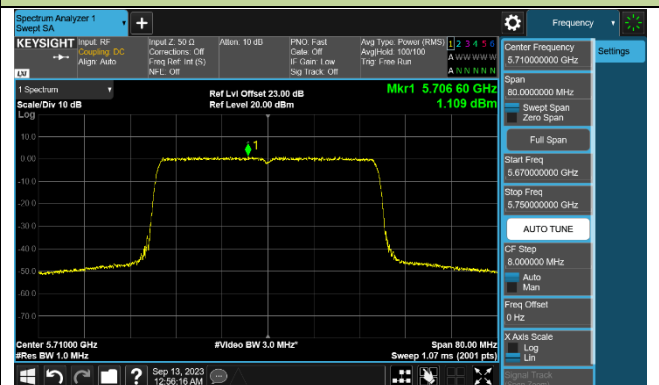 Spectrum Analyzer 1
Swept SA
Frequency
KEYSIGHT
Input: RF
Coupling: DC
Align: Auto
Input Z: 50 Ω
Corrections: Off
Freq Ref: Int (S)
NFE: Off
Atten: 10 dB
PNO: Fast
Gate: Off
IF Gain: Low
Sig Track: Off
Avg Type: Power (RMS)
Avg|Hold: 100/100
Trig: Free Run
1 2 3 4 5 6
A W W W W W
A N N N N N
LXI
1 Spectrum
Scale/Div 10 dB
Log
Ref Lvl Offset 23.00 dB
Ref Level 20.00 dBm
Mkr1 5.706 60 GHz
1.109 dBm
1
10.0
0.00
-10.0
-20.0
-30.0
-40.0
-50.0
-60.0
-70.0
Center 5.71000 GHz
#Res BW 1.0 MHz
#Video BW 3.0 MHz*
Span 80.00 MHz
Sweep 1.07 ms (2001 pts)
Sep 13, 2023
12:56:16 AM
Center Frequency
5.710000000 GHz
Settings
Span
80.0000000 MHz
Swept Span
Zero Span
Full Span
Start Freq
5.670000000 GHz
Stop Freq
5.750000000 GHz
AUTO TUNE
CF Step
8.000000 MHz
Auto
Man
Freq Offset
0 Hz
X Axis Scale
Log
Lin
Signal Track